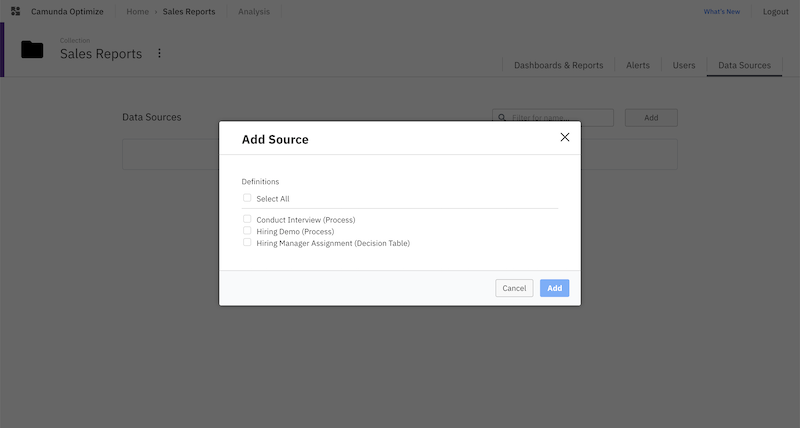 Camunda Optimize Home › Sales Reports Analysis What's New Logout
Collection
Sales Reports
Dashboards & Reports Alerts Users Data Sources
Data Sources Filter for name... Add
Add Source
Definitions
Select All
Conduct Interview (Process)
Hiring Demo (Process)
Hiring Manager Assignment (Decision Table)
Cancel Add